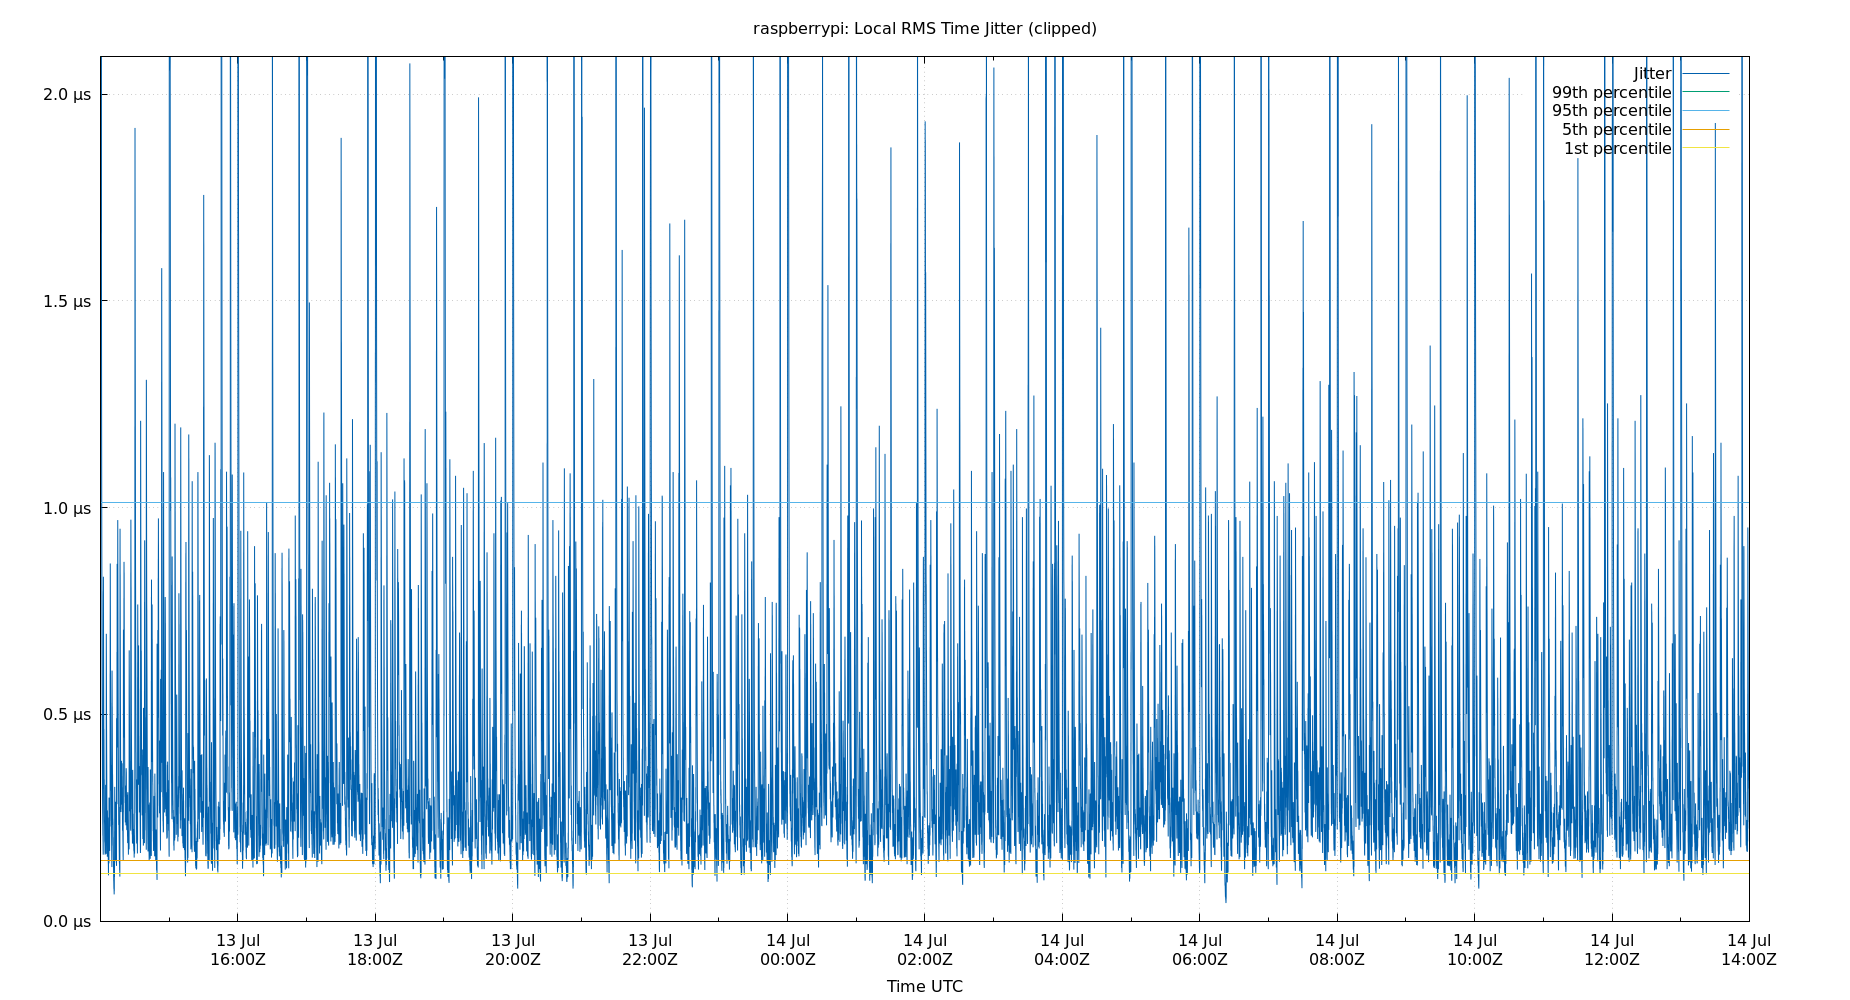 raspberrypi: Local RMS Time Jitter (clipped)
Jitter
99th percentile
95th percentile
5th percentile
1st percentile
2.0 µs
1.5 µs
1.0 µs
0.5 µs
0.0 µs
13 Jul 13 Jul 13 Jul 13 Jul 14 Jul 14 Jul 14 Jul 14 Jul 14 Jul 14 Jul 14 Jul 14 Jul
16:00Z 18:00Z 20:00Z 22:00Z 00:00Z 02:00Z 04:00Z 06:00Z 08:00Z 10:00Z 12:00Z 14:00Z
Time UTC